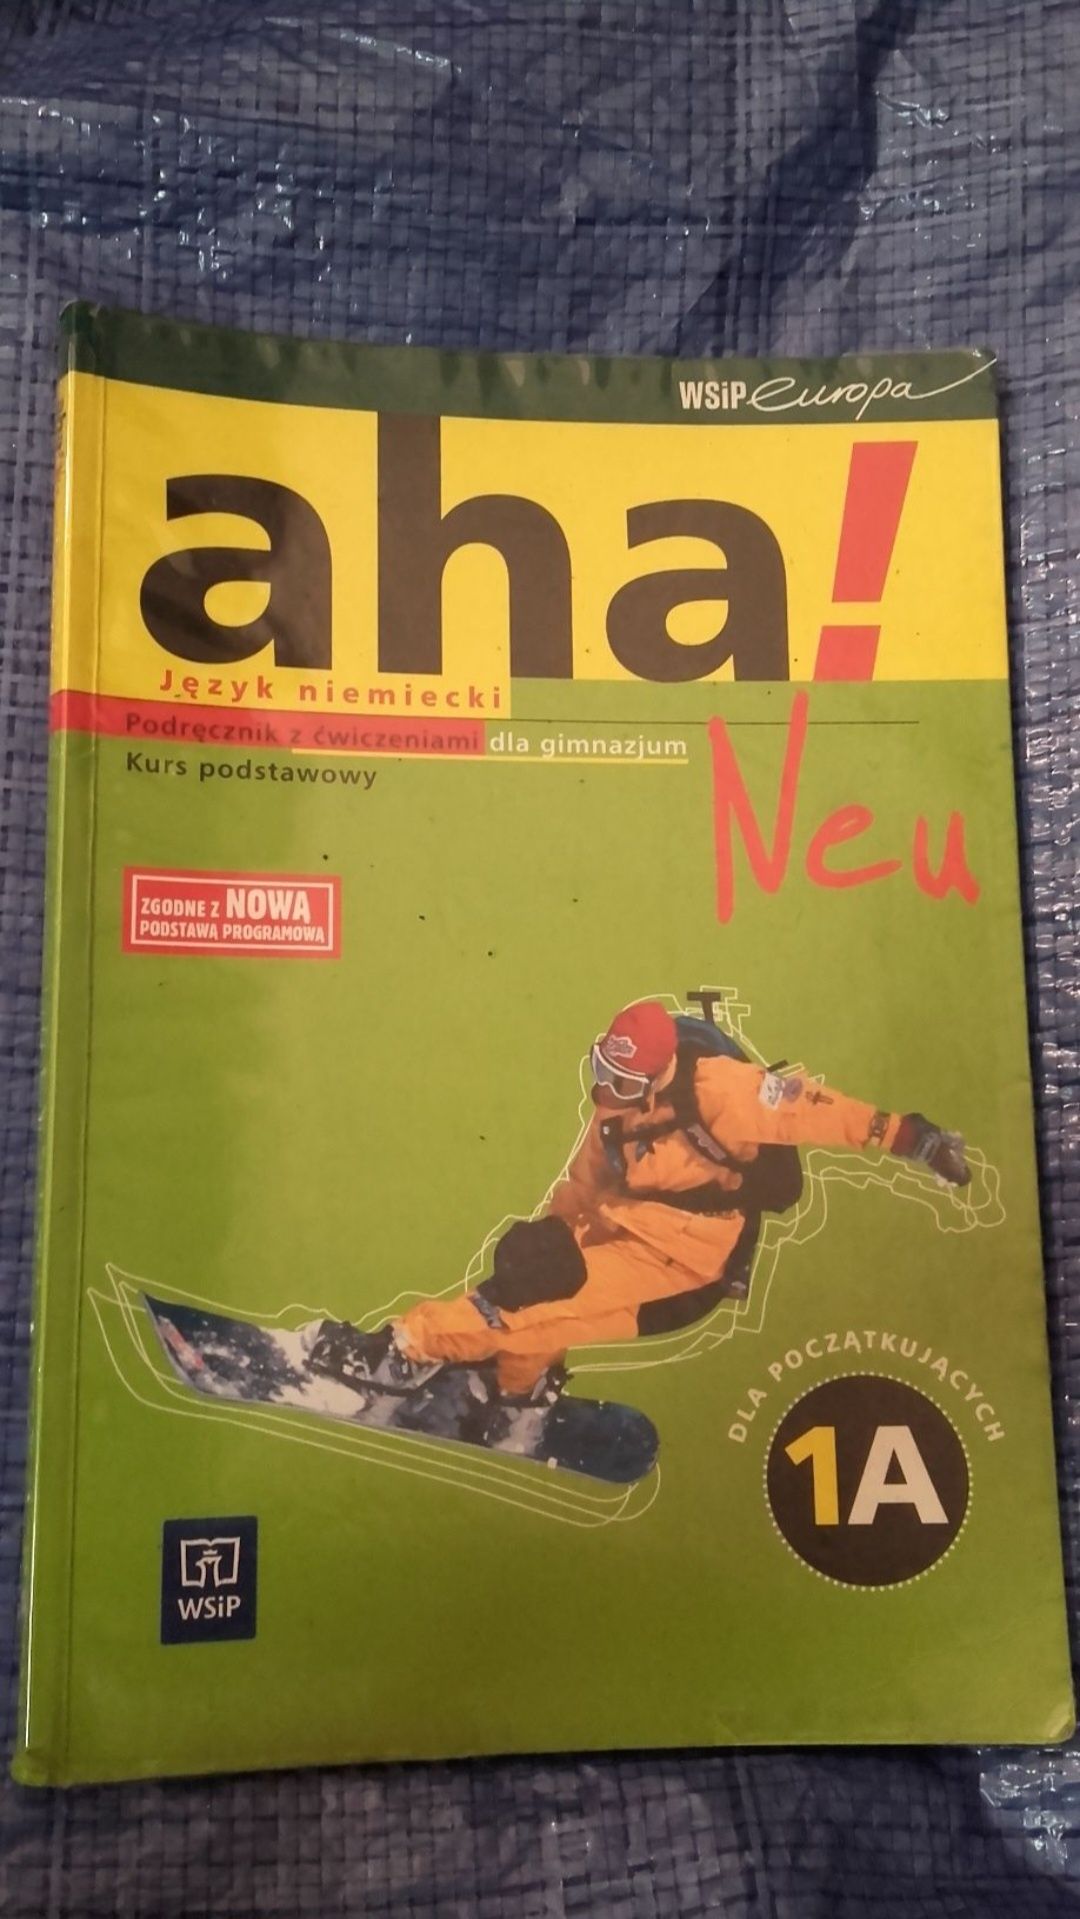 WSiP europa
aha!
Neu
Język niemiecki
Podręcznik z ćwiczeniami dla gimnazjum
Kurs podstawowy
ZGODNE Z NOWĄ
PODSTAWĄ PROGRAMOWĄ
DLA POCZĄTKUJĄCYCH
1A
WSiP